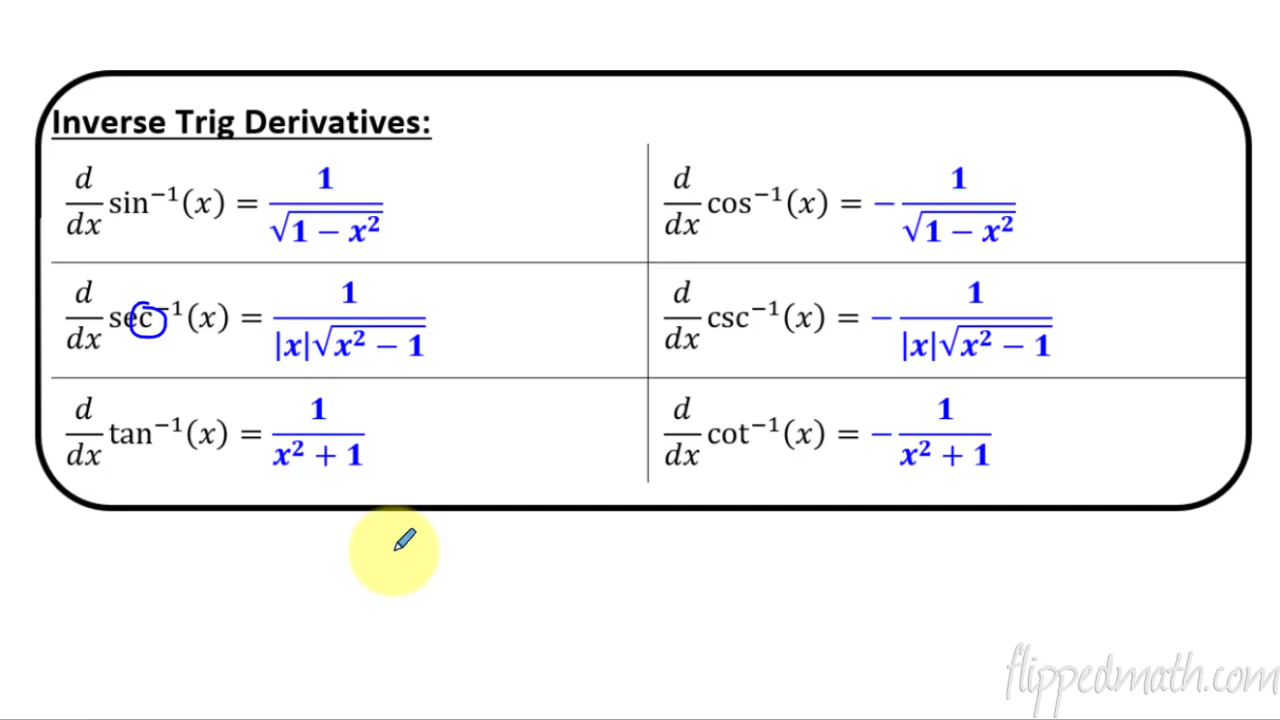 Inverse Trig Derivatives:
d/dx sin⁻¹(x) = 1/√(1 − x²)
d/dx cos⁻¹(x) = − 1/√(1 − x²)
d/dx sec⁻¹(x) = 1/(|x|√(x² − 1))
d/dx csc⁻¹(x) = − 1/(|x|√(x² − 1))
d/dx tan⁻¹(x) = 1/(x² + 1)
d/dx cot⁻¹(x) = − 1/(x² + 1)
flippedmath.com